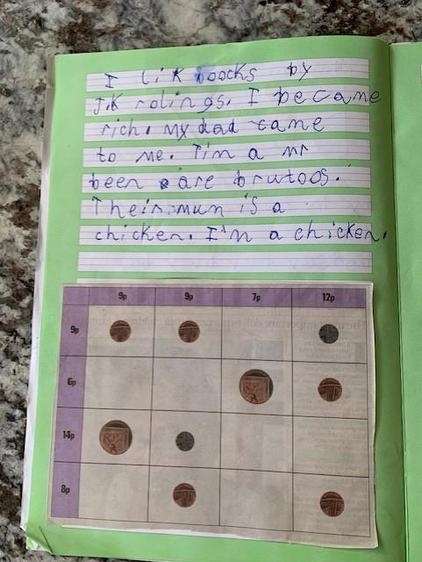 I lik boocks by
J.K rolings. I became
rich. my dad came
to me. I'm a mr
been are brutoos.
Their mum is a
chicken. I'm a chicken.
9p 9p 7p 12p
9p
6p
14p
8p